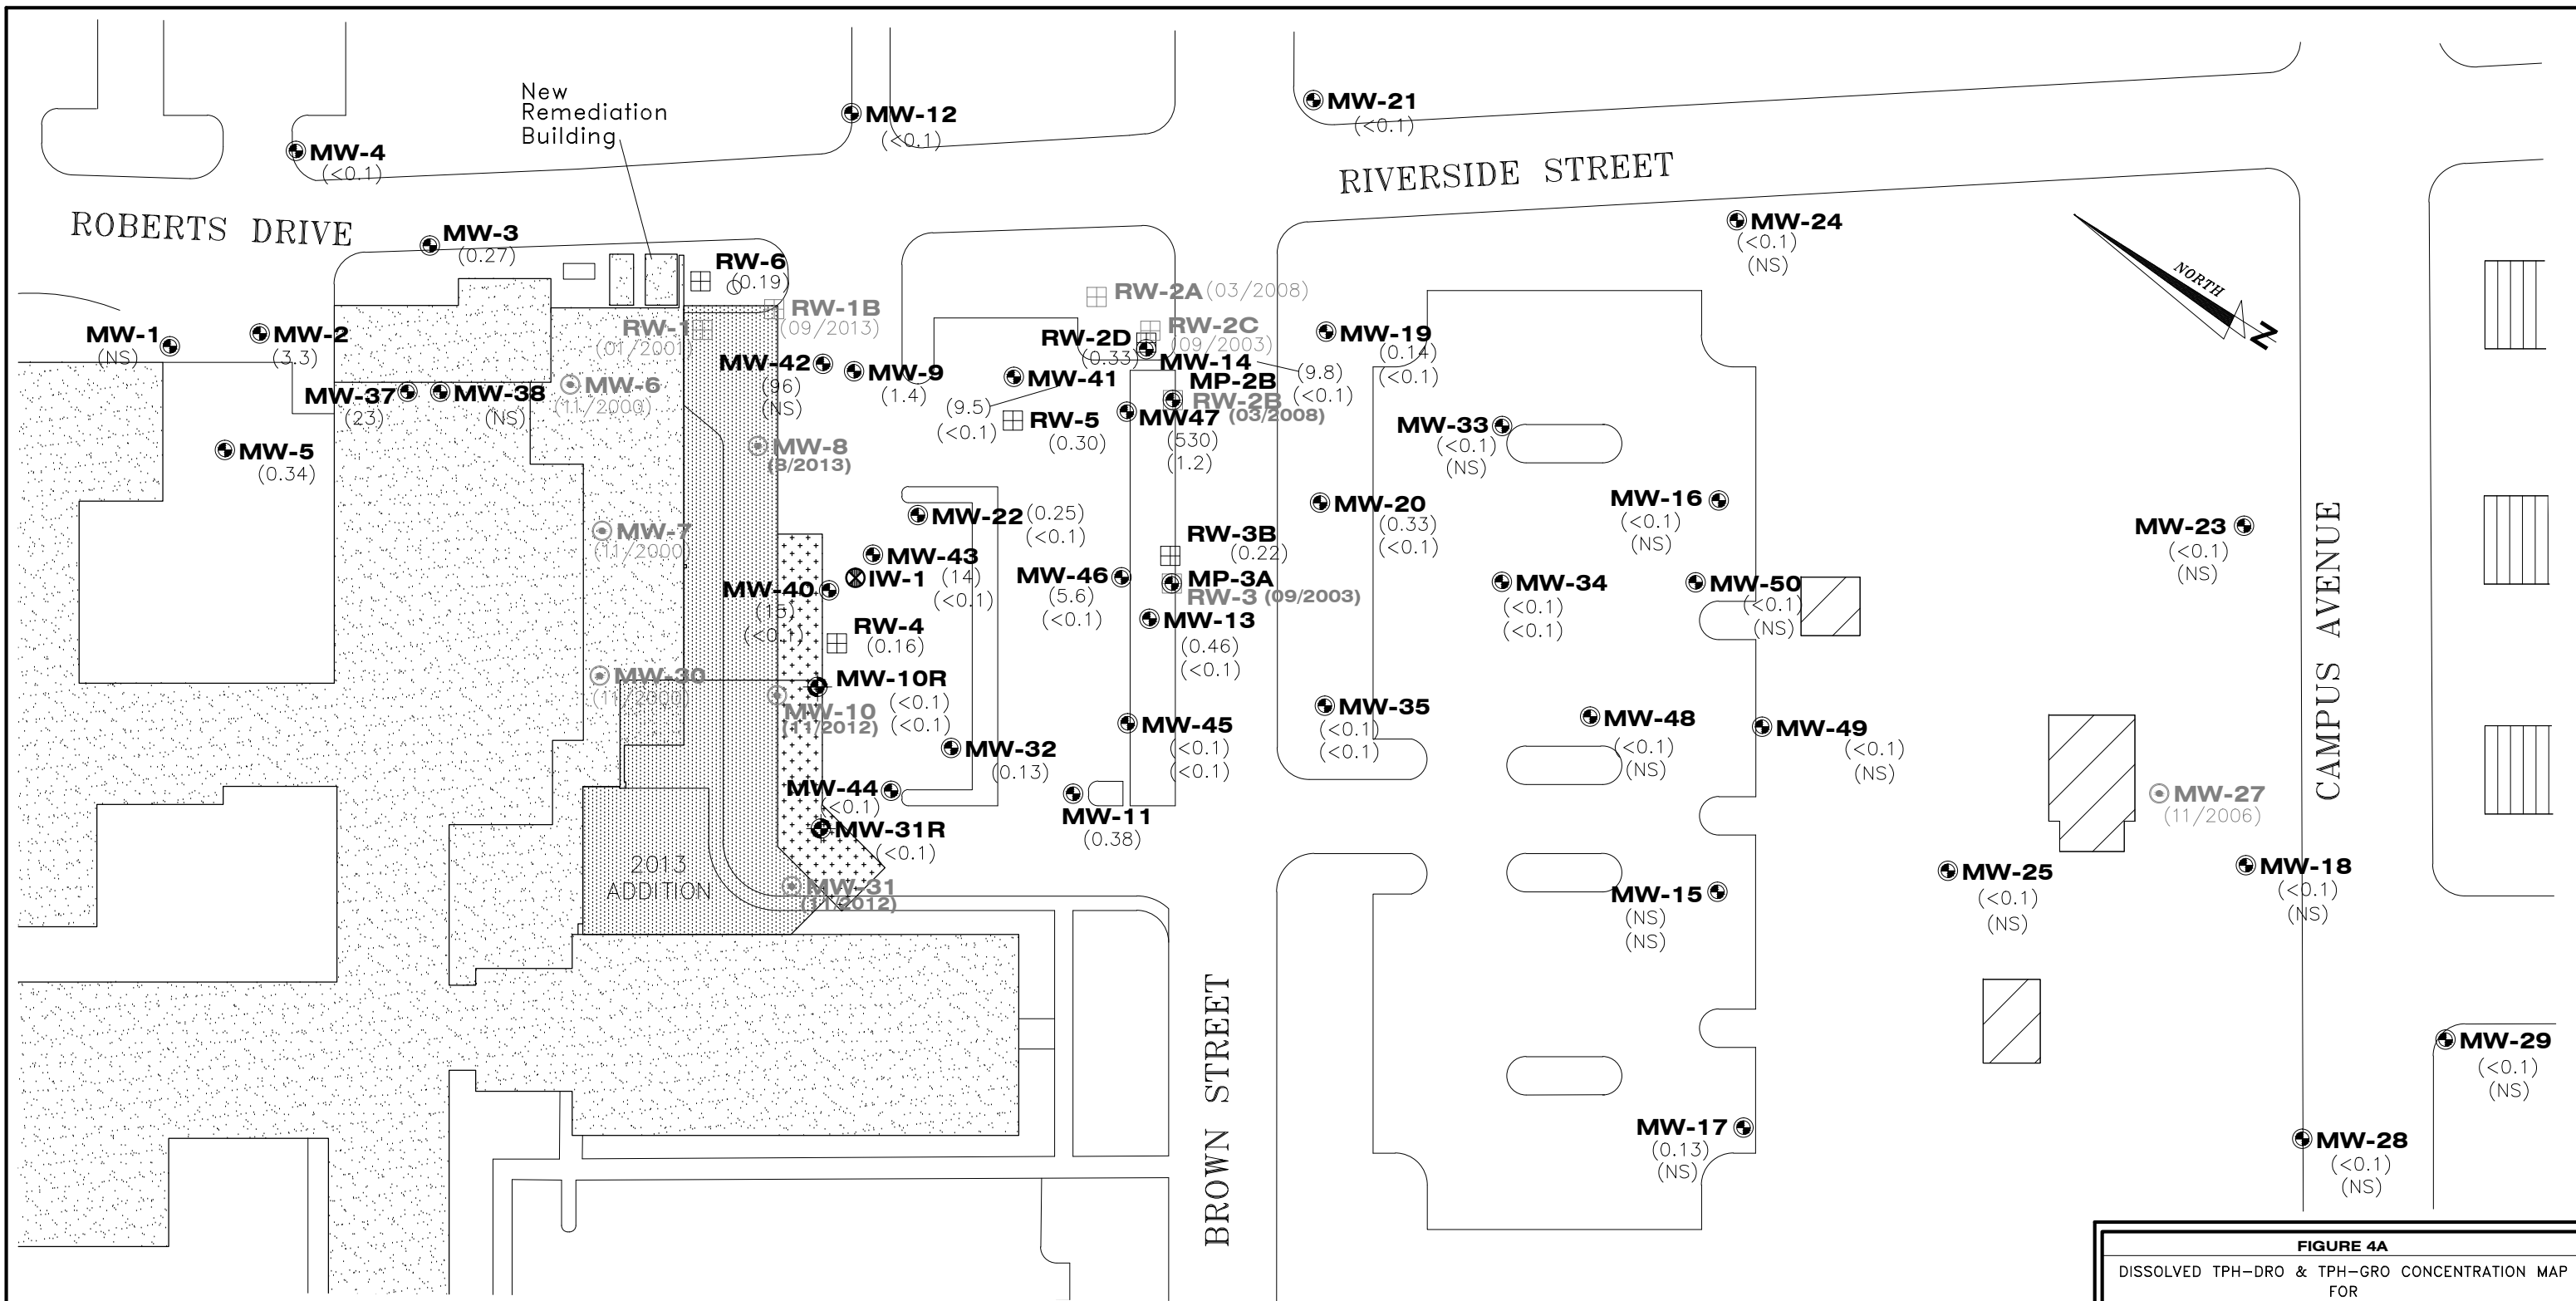 New
Remediation
Building
MW-4
(<0.1)
MW-12
(<0.1)
MW-21
(<0.1)
ROBERTS DRIVE
RIVERSIDE STREET
MW-3
(0.27)
MW-24
(<0.1)
(NS)
NORTH
Z
RW-6
(0.19)
RW-1B
(09/2013)
RW-1
(01/2001)
RW-2A (03/2008)
RW-2C
(09/2003)
RW-2D
(0.33)
MW-14
(9.8)
(<0.1)
MW-19
(0.14)
(<0.1)
MW-1
(NS)
MW-2
(3.3)
MW-37
(23)
MW-38
(NS)
MW-6
(11/2000)
MW-42
(96)
(NS)
MW-9
(1.4)
MW-41
(9.5)
(<0.1)
MP-2B
RW-2B
(03/2008)
MW47
(530)
(1.2)
RW-5
(0.30)
MW-33
(<0.1)
(NS)
MW-5
(0.34)
MW-8
(8/2013)
MW-7
(11/2000)
MW-22 (0.25)
(<0.1)
MW-20
(0.33)
(<0.1)
MW-16
(<0.1)
(NS)
MW-23
(<0.1)
(NS)
CAMPUS AVENUE
MW-43
(14)
(<0.1)
IW-1
MW-40
(15)
(<0.1)
RW-3B
(0.22)
MW-46
(5.6)
(<0.1)
MP-3A
RW-3 (09/2003)
MW-13
(0.46)
(<0.1)
MW-34
(<0.1)
(<0.1)
MW-50
(<0.1)
(NS)
RW-4
(0.16)
MW-30
(11/2000)
MW-10R
(<0.1)
(<0.1)
MW-10
(11/2012)
MW-32
(0.13)
MW-45
(<0.1)
(<0.1)
MW-35
(<0.1)
(<0.1)
MW-48
(<0.1)
(NS)
MW-49
(<0.1)
(NS)
MW-44
(<0.1)
MW-31R
(<0.1)
MW-11
(0.38)
MW-27
(11/2006)
2013
ADDITION
MW-31
(11/2012)
MW-15
(NS)
(NS)
MW-25
(<0.1)
(NS)
MW-18
(<0.1)
(NS)
BROWN STREET
MW-29
(<0.1)
(NS)
MW-17
(0.13)
(NS)
MW-28
(<0.1)
(NS)
FIGURE 4A
DISSOLVED TPH-DRO & TPH-GRO CONCENTRATION MAP
FOR